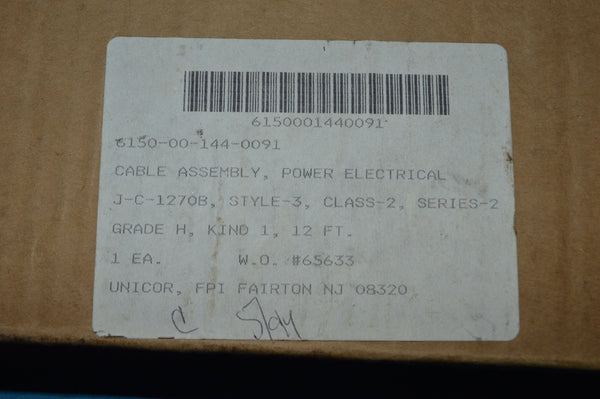 6150001440091
6150-00-144-0091
CABLE ASSEMBLY, POWER ELECTRICAL
J-C-1270B, STYLE-3, CLASS-2, SERIES-2
GRADE H, KIND 1, 12 FT.
1 EA. W.O. #65633
UNICOR, FPI FAIRTON NJ 08320
C